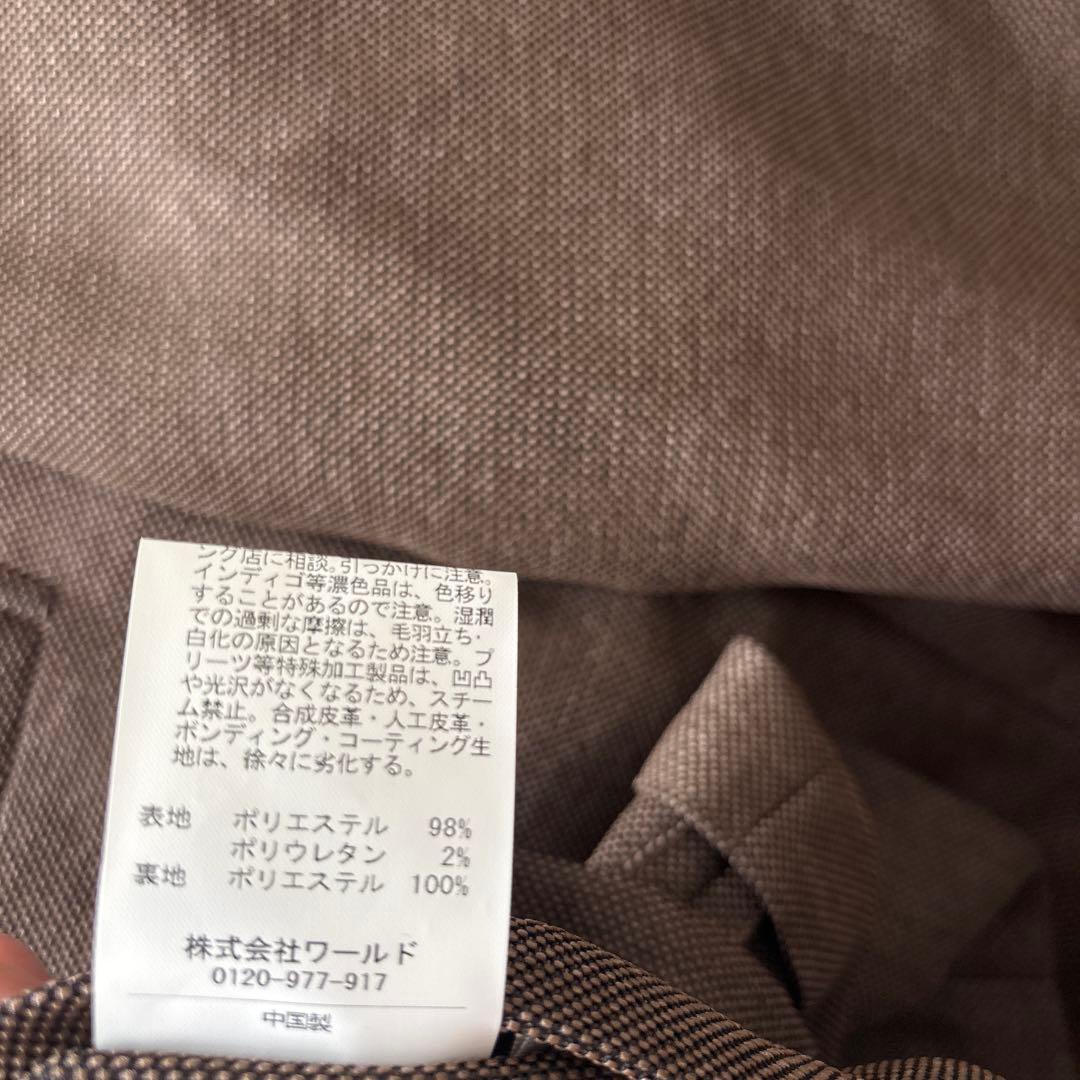 ング店に相談。引っかけに注意。
インディゴ等濃色品は、色移り
することがあるので注意。湿潤
での過剰な摩擦は、毛羽立ち・
白化の原因となるため注意。プ
リーツ等特殊加工製品は、凹凸
や光沢がなくなるため、スチー
ム禁止。合成皮革・人工皮革・
ボンディング・コーティング生
地は、徐々に劣化する。
表地 ポリエステル 98%
ポリウレタン 2%
裏地 ポリエステル 100%
株式会社ワールド
0120-977-917
中国製